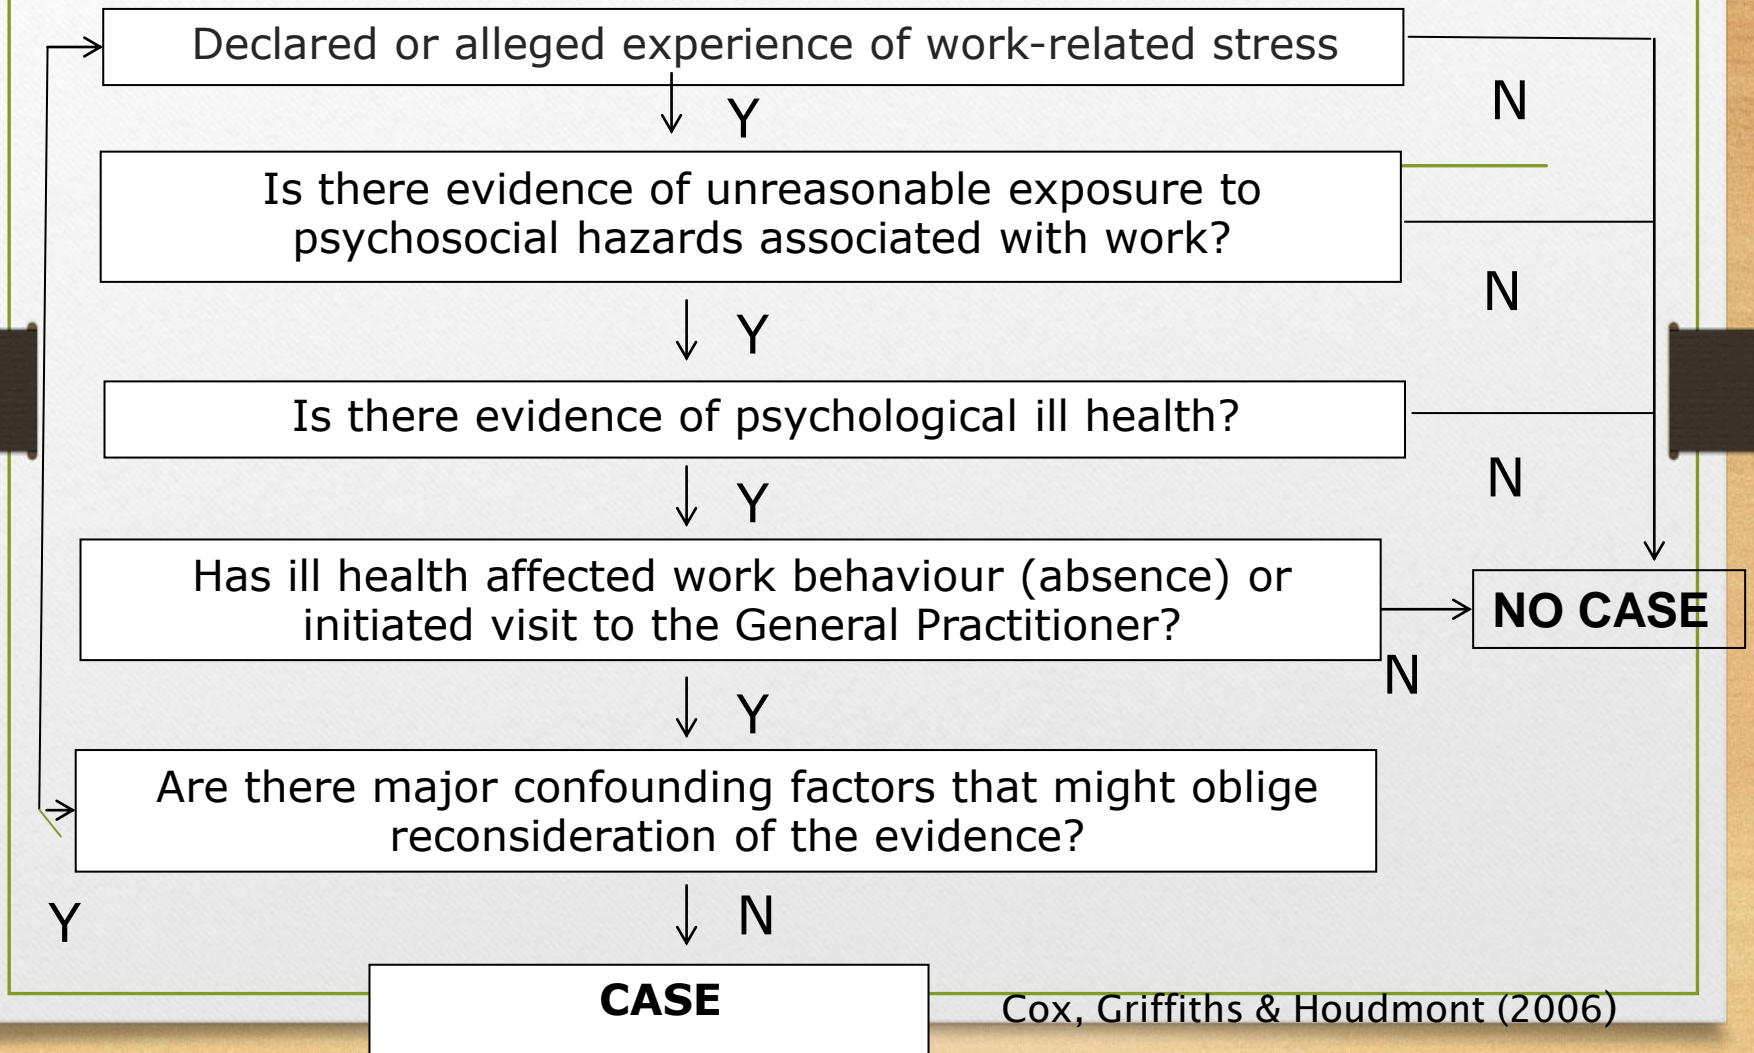 Declared or alleged experience of work-related stress
N
Y
Is there evidence of unreasonable exposure to
psychosocial hazards associated with work?
N
Y
Is there evidence of psychological ill health?
N
Y
Has ill health affected work behaviour (absence) or
initiated visit to the General Practitioner?
NO CASE
N
Y
Are there major confounding factors that might oblige
reconsideration of the evidence?
Y
N
CASE
Cox, Griffiths & Houdmont (2006)